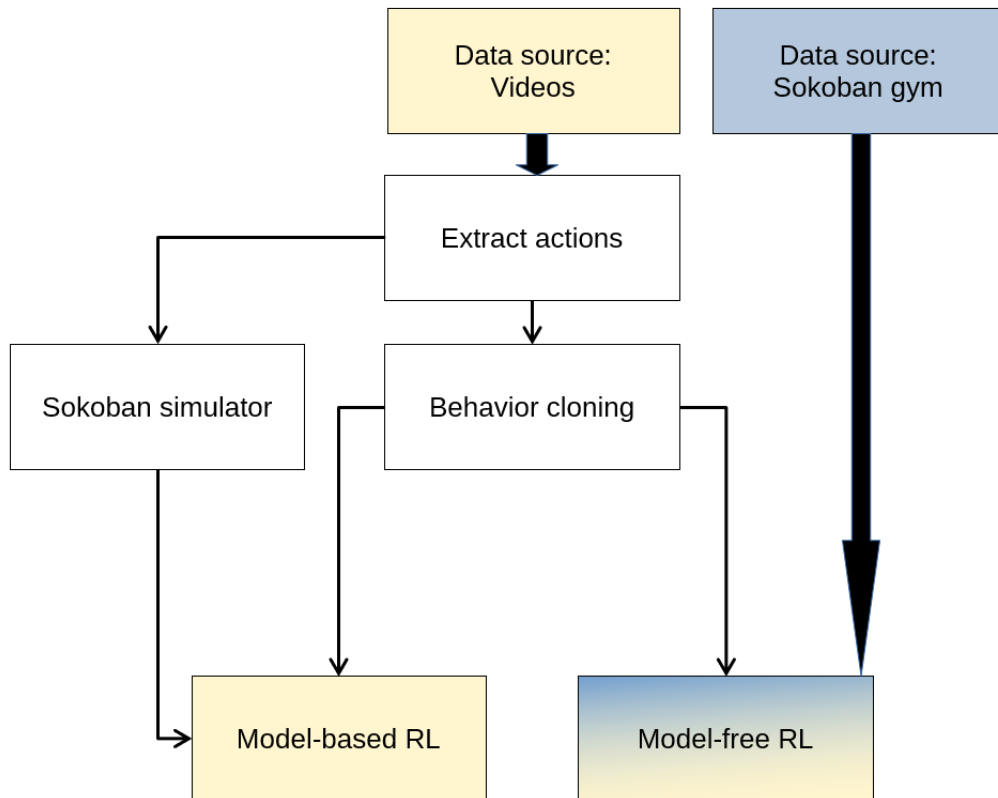 Data source:
Videos
Data source:
Sokoban gym
Extract actions
Sokoban simulator
Behavior cloning
Model-based RL
Model-free RL